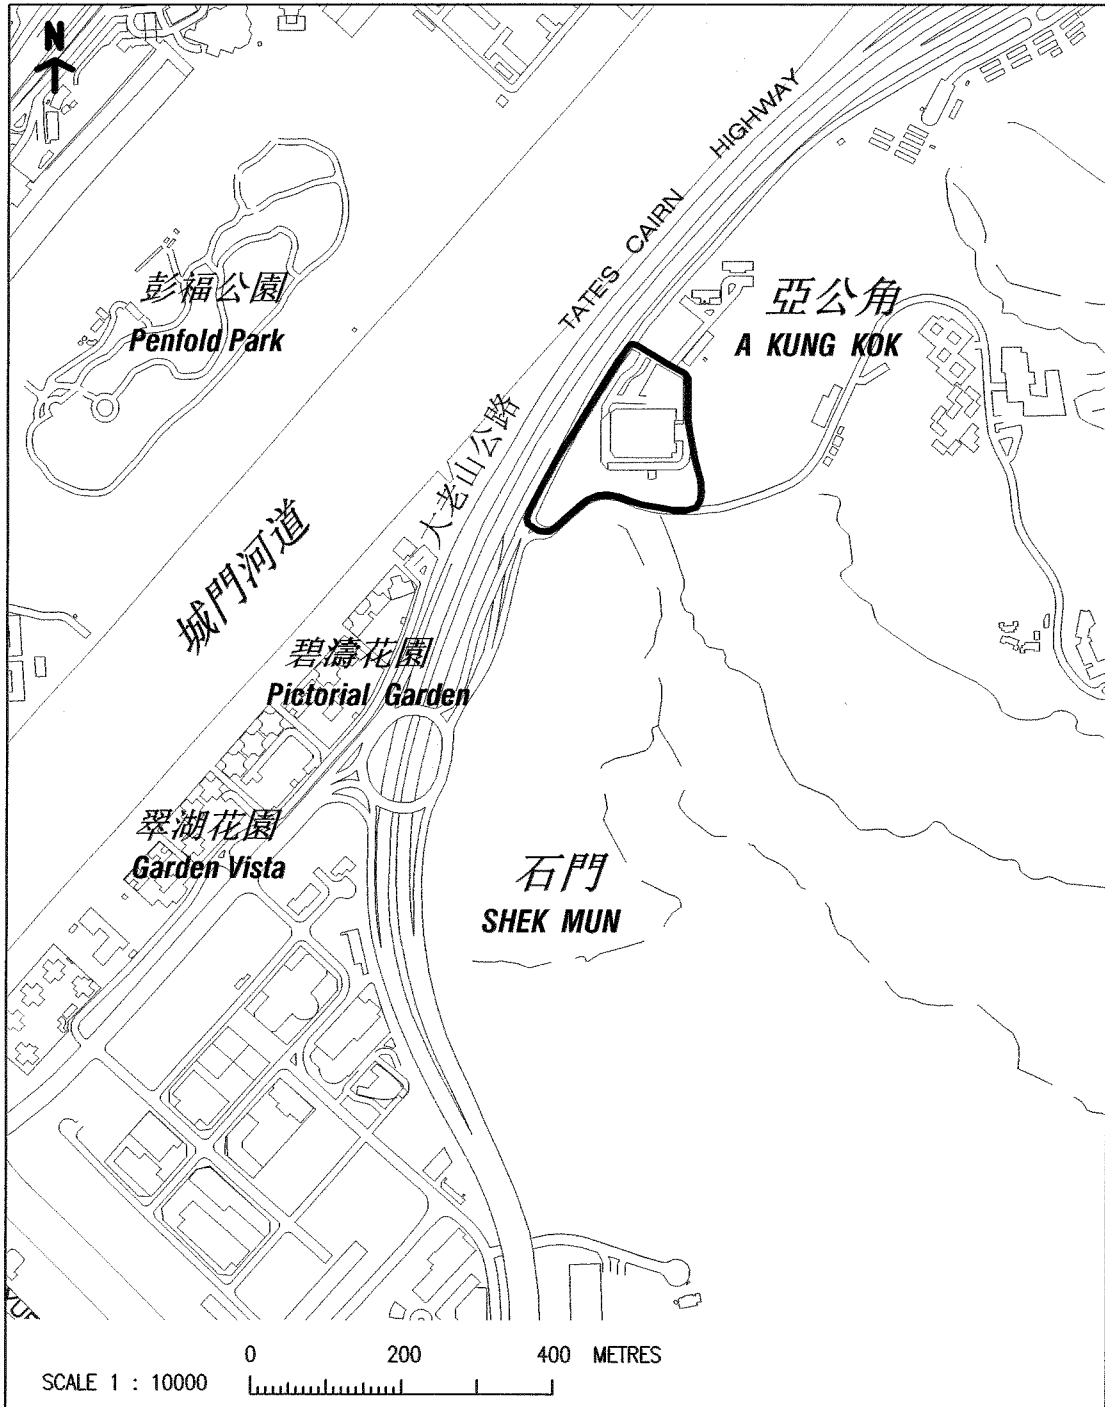 N
TATE'S CAIRN HIGHWAY
彭福公園
Penfold Park
亞公角
A KUNG KOK
大老山公路
城門河道
碧濤花園
Pictorial Garden
翠湖花園
Garden Vista
石門
SHEK MUN
0 200 400 METRES
SCALE 1 : 10000